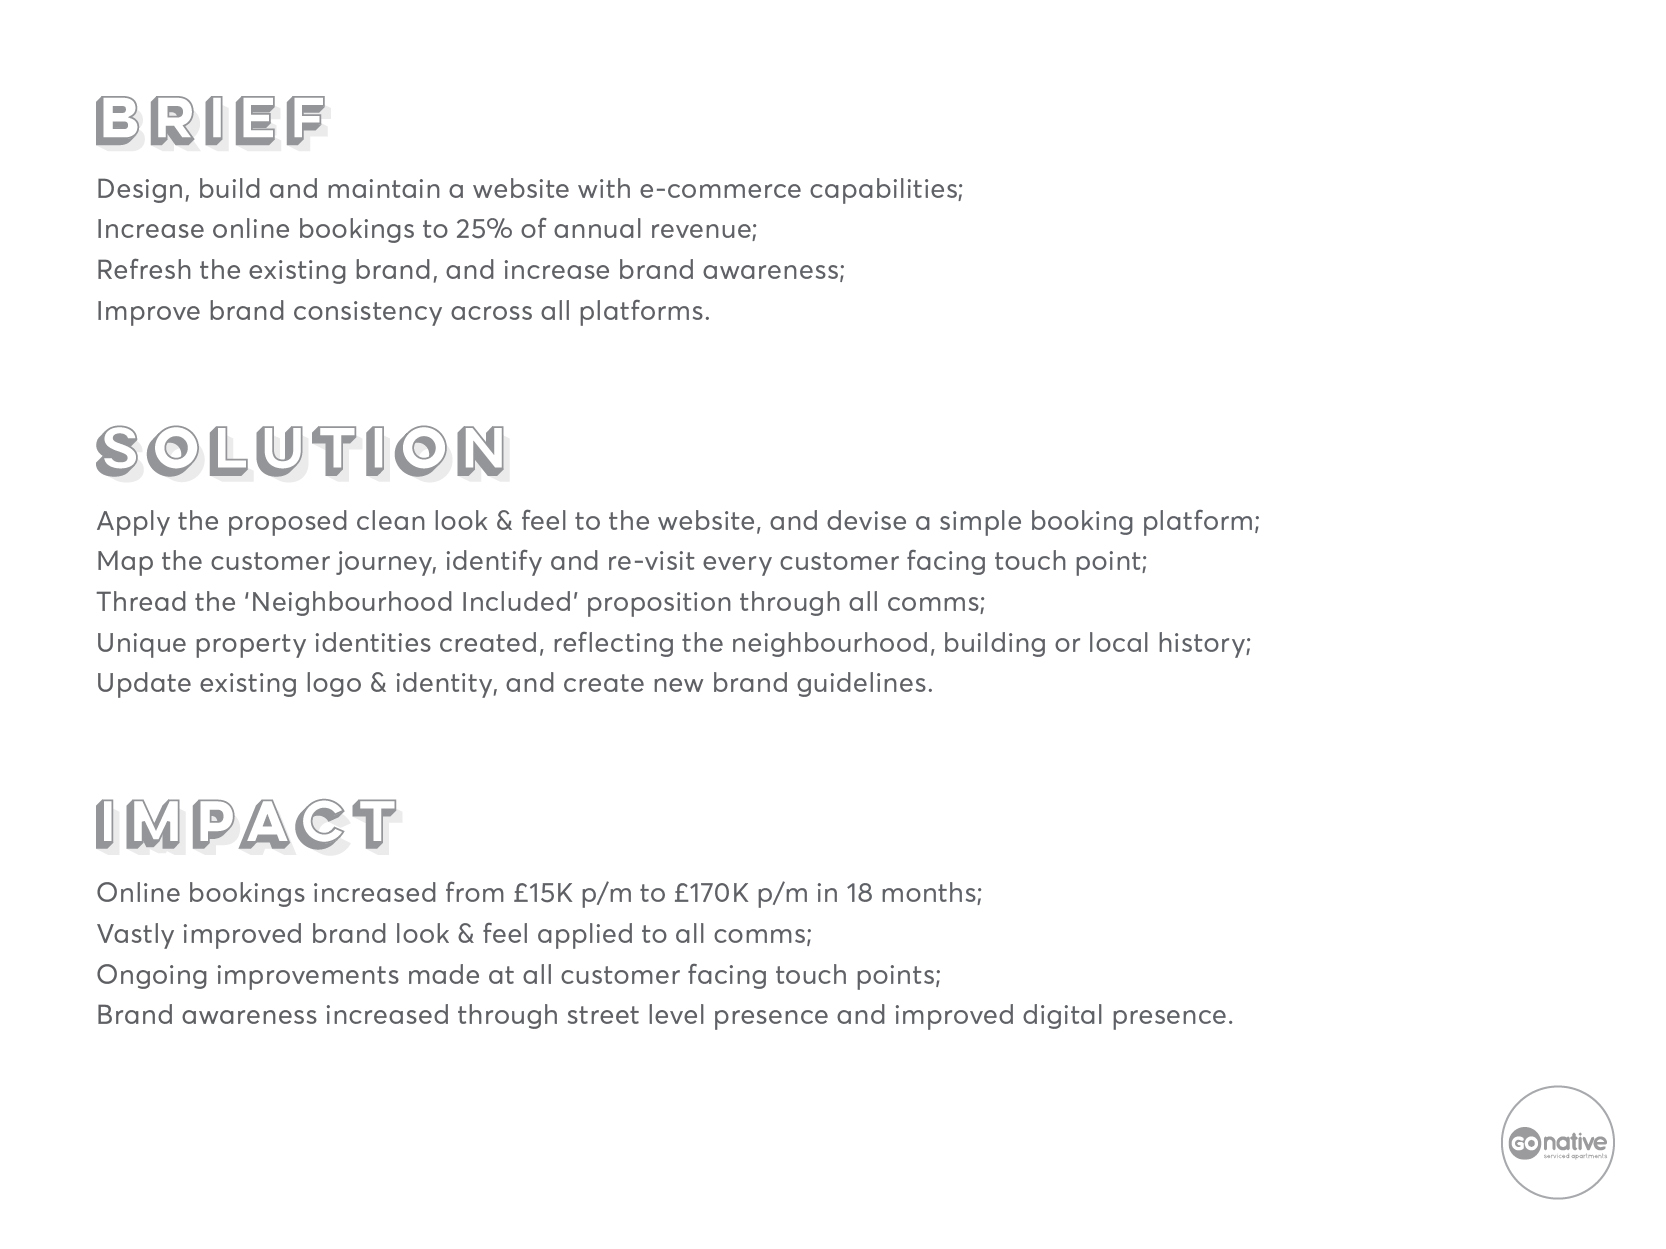 BRIEF
Design, build and maintain a website with e-commerce capabilities;
Increase online bookings to 25% of annual revenue;
Refresh the existing brand, and increase brand awareness;
Improve brand consistency across all platforms.
SOLUTION
Apply the proposed clean look & feel to the website, and devise a simple booking platform;
Map the customer journey, identify and re-visit every customer facing touch point;
Thread the ‘Neighbourhood Included’ proposition through all comms;
Unique property identities created, reflecting the neighbourhood, building or local history;
Update existing logo & identity, and create new brand guidelines.
IMPACT
Online bookings increased from £15K p/m to £170K p/m in 18 months;
Vastly improved brand look & feel applied to all comms;
Ongoing improvements made at all customer facing touch points;
Brand awareness increased through street level presence and improved digital presence.
GO native
serviced apartments